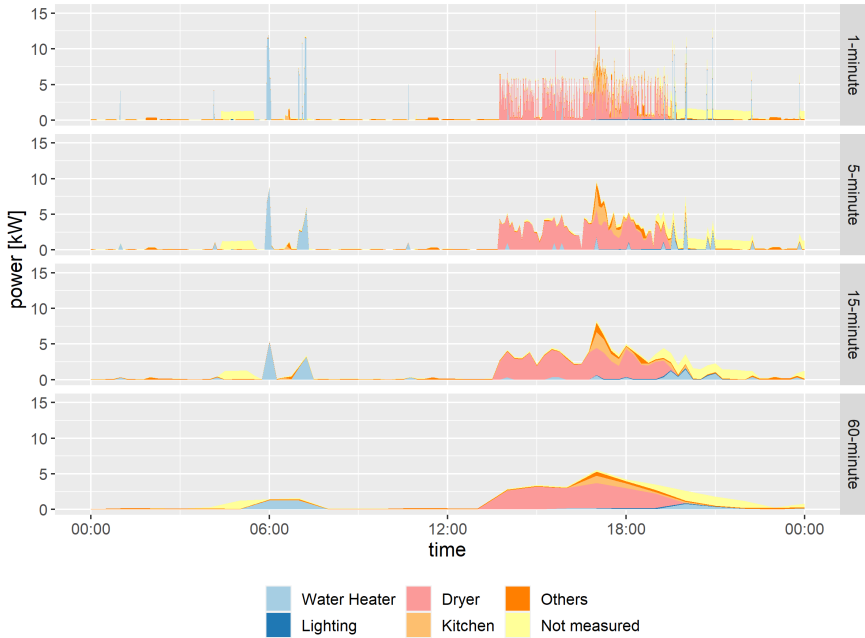 15
10
5
0
1-minute
15
10
5
0
5-minute
15
10
5
0
15-minute
15
10
5
0
60-minute
power [kW]
00:00 06:00 12:00 18:00 00:00
time
Water Heater Dryer Others
Lighting Kitchen Not measured